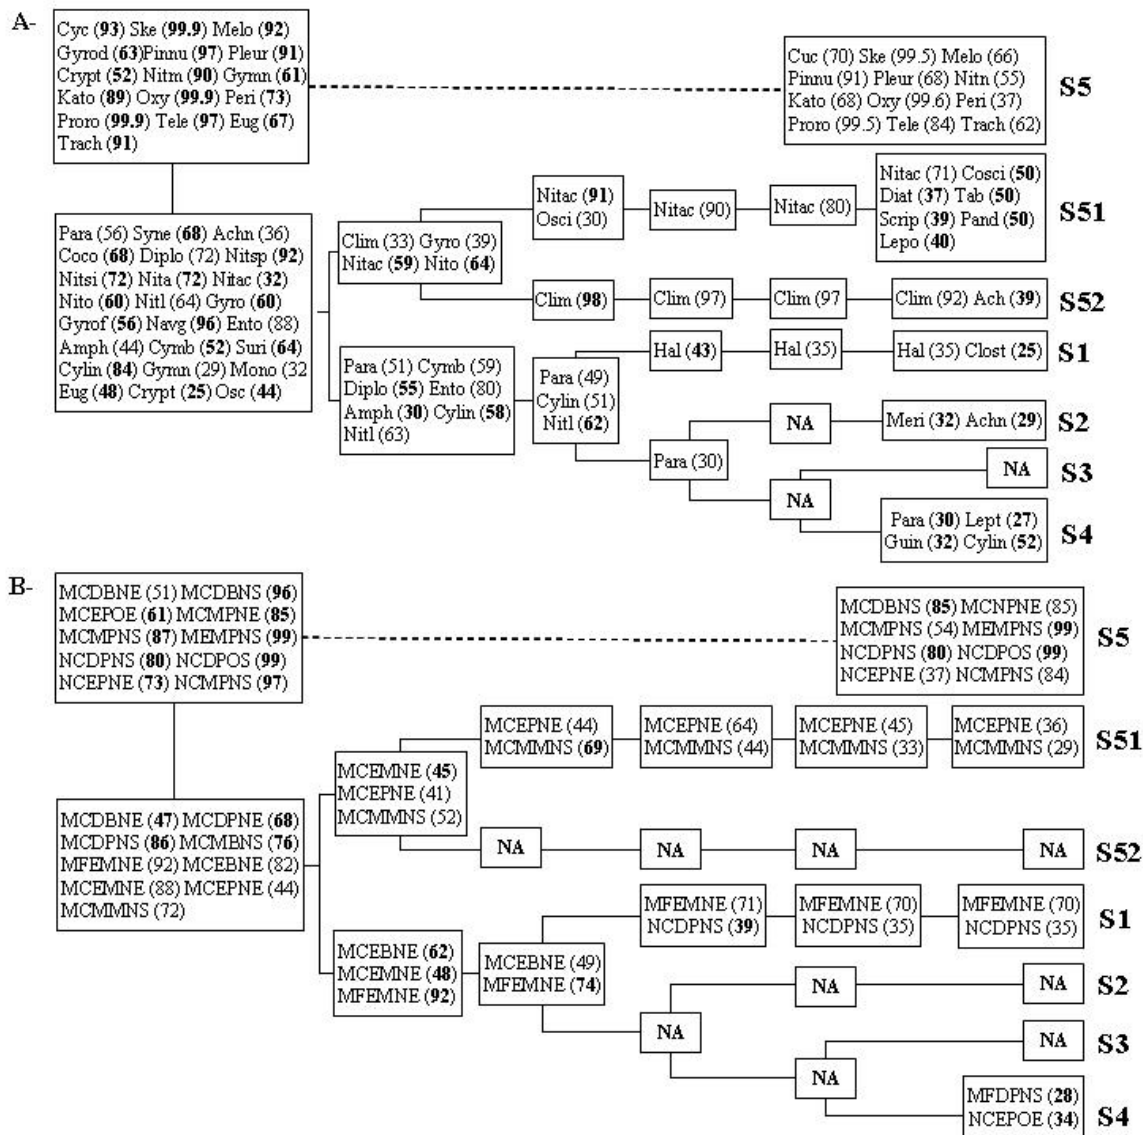 A-
Cyc (93) Ske (99.9) Melo (92)
Gyrod (63)Pinnu (97) Pleur (91)
Crypt (52) Nitm (90) Gymn (61)
Kato (89) Oxy (99.9) Peri (73)
Proro (99.9) Tele (97) Eug (67)
Trach (91)
Cuc (70) Ske (99.5) Melo (66)
Pinnu (91) Pleur (68) Nitn (55)
Kato (68) Oxy (99.6) Peri (37)
Proro (99.5) Tele (84) Trach (62)
S5
Para (56) Syne (68) Achn (36)
Coco (68) Diplo (72) Nitsp (92)
Nitsi (72) Nita (72) Nitac (32)
Nito (60) Nitl (64) Gyro (60)
Gyrof (56) Navg (96) Ento (88)
Amph (44) Cymb (52) Suri (64)
Cylin (84) Gymn (29) Mono (32
Eug (48) Crypt (25) Osc (44)
Clim (33) Gyro (39)
Nitac (59) Nito (64)
Nitac (91)
Osci (30)
Nitac (90)
Nitac (80)
Nitac (71) Cosci (50)
Diat (37) Tab (50)
Scrip (39) Pand (50)
Lepo (40)
S51
Clim (98)
Clim (97)
Clim (97
Clim (92) Ach (39)
S52
Para (51) Cymb (59)
Diplo (55) Ento (80)
Amph (30) Cylin (58)
Nitl (63)
Para (49)
Cylin (51)
Nitl (62)
Hal (43)
Hal (35)
Hal (35) Clost (25)
S1
Para (30)
NA
Meri (32) Achn (29)
S2
NA
NA
S3
Para (30) Lept (27)
Guin (32) Cylin (52)
S4
B-
MCDBNE (51) MCDBNS (96)
MCEPOE (61) MCMPNE (85)
MCMPNS (87) MEMPNS (99)
NCDPNS (80) NCDPOS (99)
NCEPNE (73) NCMPNS (97)
MCDBNS (85) MCNPNE (85)
MCMPNS (54) MEMPNS (99)
NCDPNS (80) NCDPOS (99)
NCEPNE (37) NCMPNS (84)
S5
MCDBNE (47) MCDPNE (68)
MCDPNS (86) MCMBNS (76)
MFEMNE (92) MCEBNE (82)
MCEMNE (88) MCEPNE (44)
MCMMNS (72)
MCEMNE (45)
MCEPNE (41)
MCMMNS (52)
MCEPNE (44)
MCMMNS (69)
MCEPNE (64)
MCMMNS (44)
MCEPNE (45)
MCMMNS (33)
MCEPNE (36)
MCMMNS (29)
S51
NA
NA
NA
NA
S52
MCEBNE (62)
MCEMNE (48)
MFEMNE (92)
MCEBNE (49)
MFEMNE (74)
MFEMNE (71)
NCDPNS (39)
MFEMNE (70)
NCDPNS (35)
MFEMNE (70)
NCDPNS (35)
S1
NA
NA
NA
S2
NA
NA
S3
MFDPNS (28)
NCEPOE (34)
S4